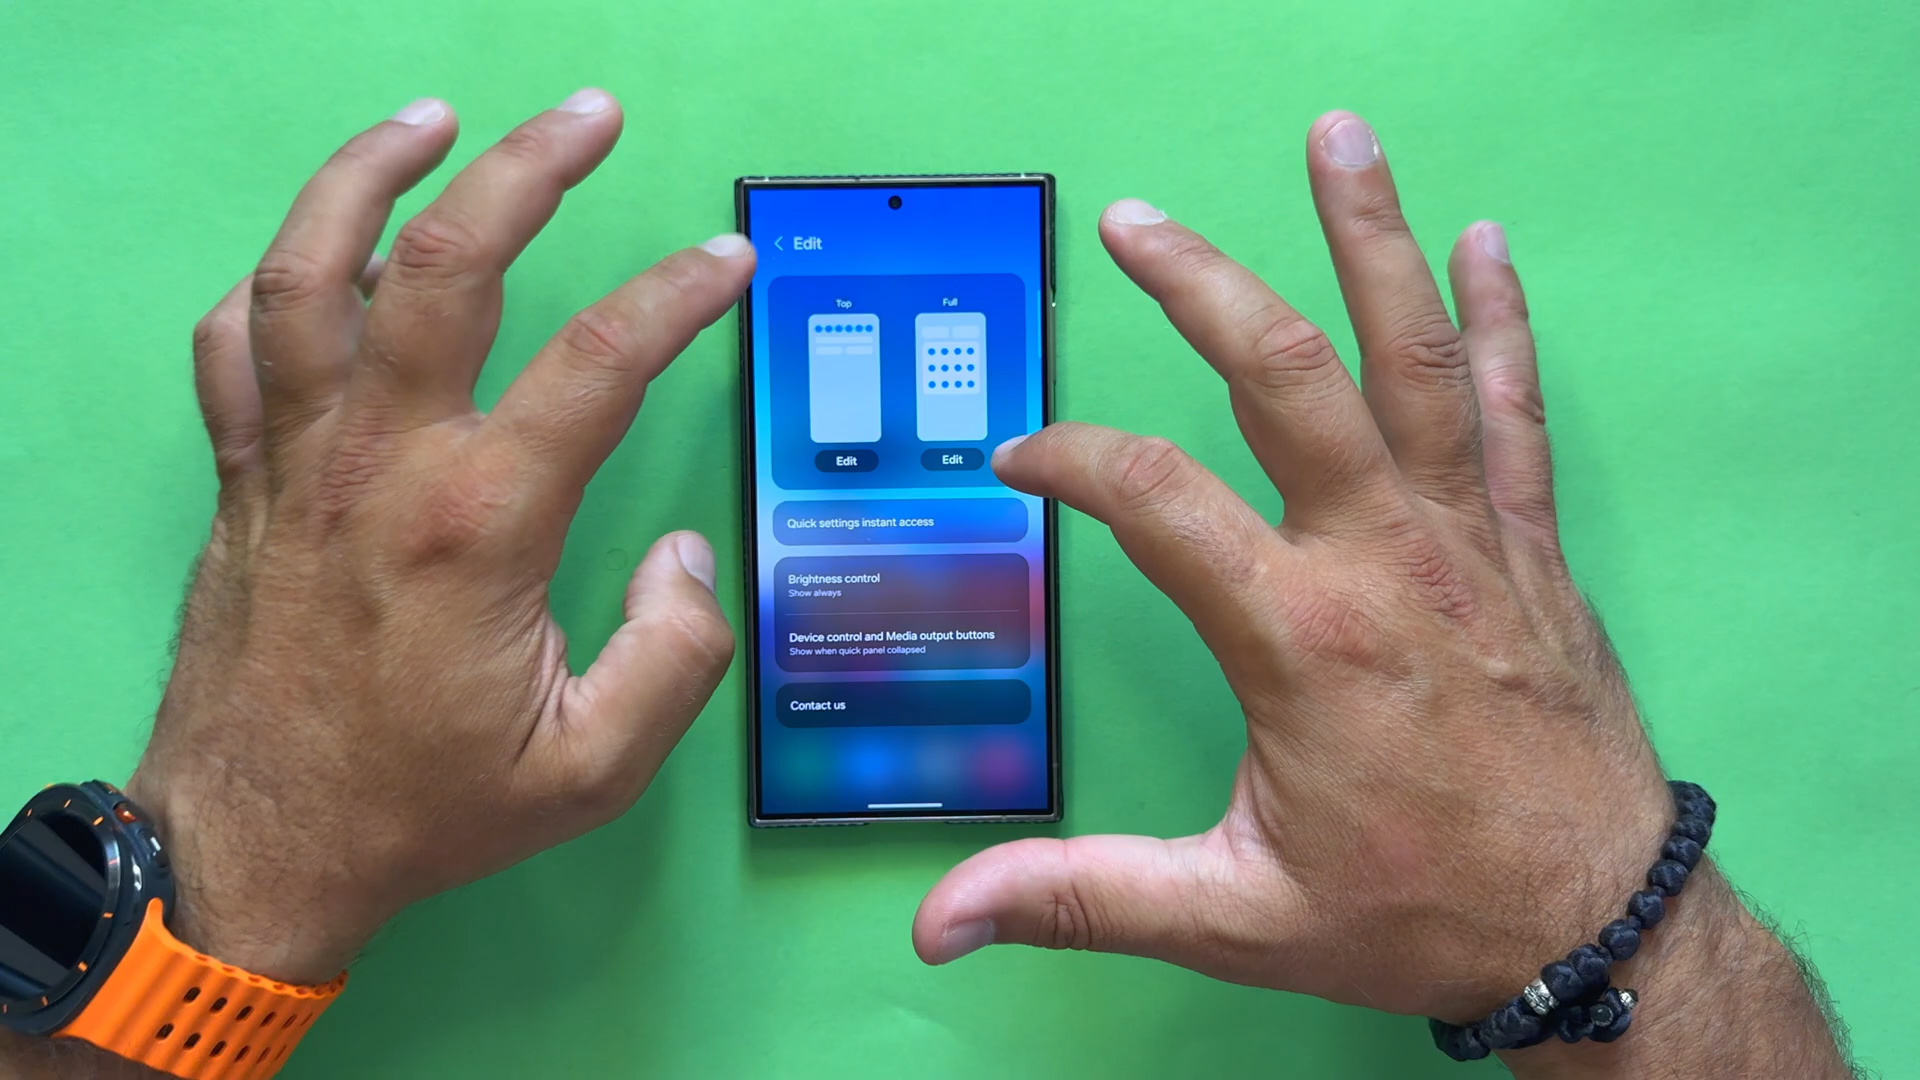 Edit
Top
Full
Edit
Edit
Quick settings instant access
Brightness control
Show always
Device control and Media output buttons
Show when quick panel collapsed
Contact us